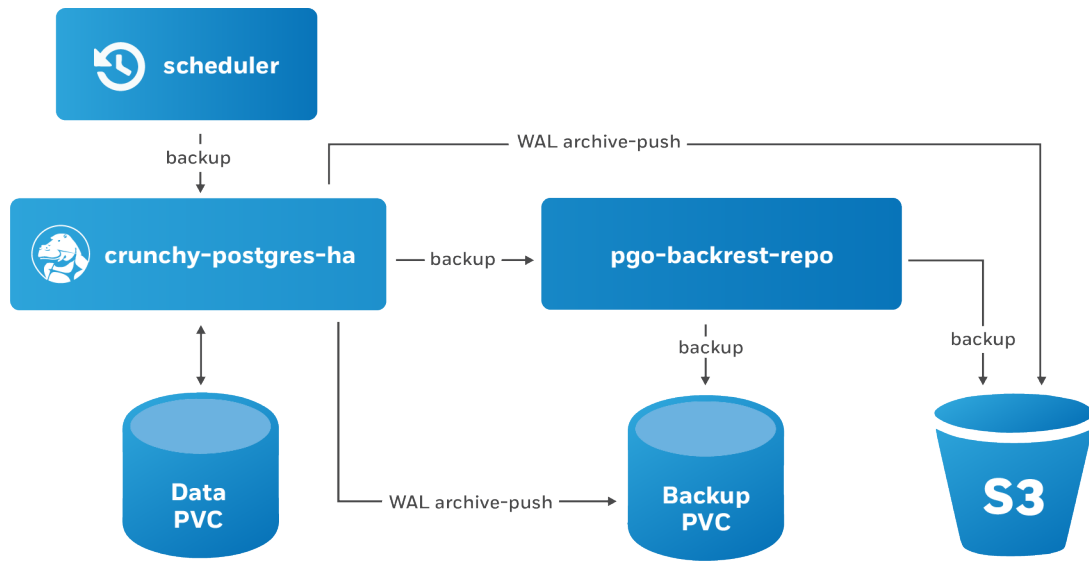 scheduler
backup
WAL archive-push
crunchy-postgres-ha
backup
pgo-backrest-repo
backup
backup
Data
PVC
WAL archive-push
Backup
PVC
S3